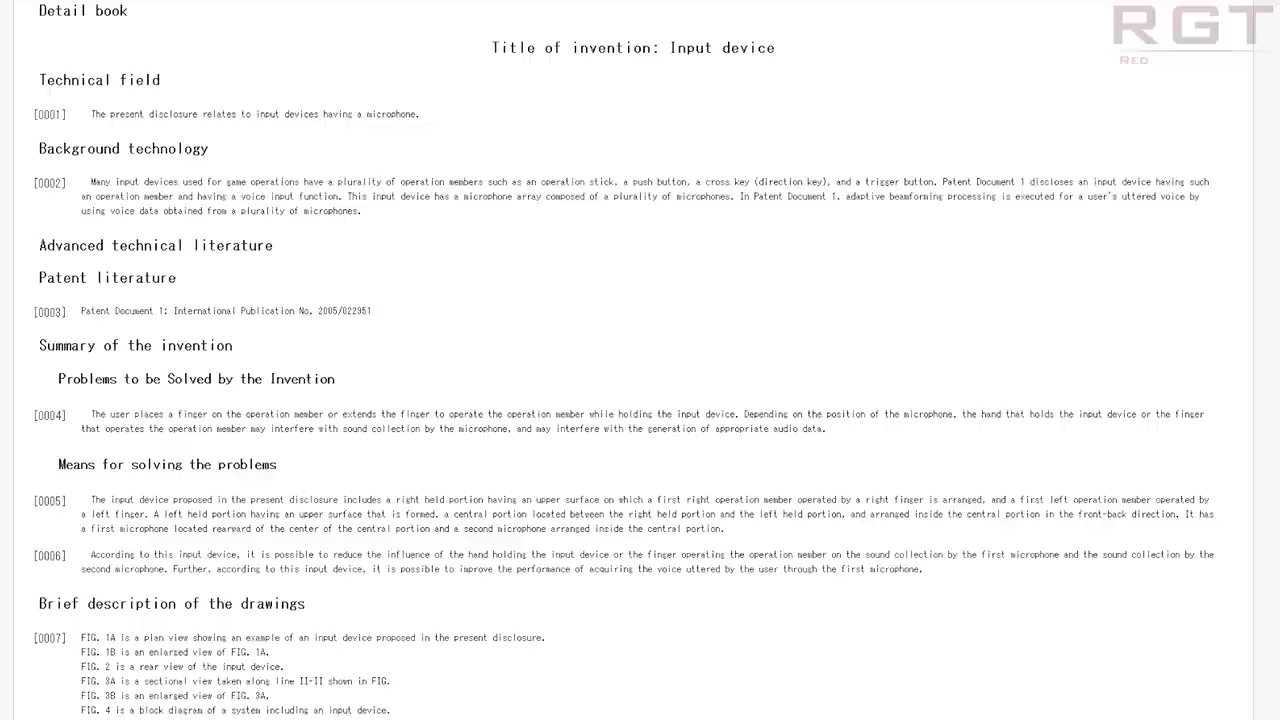 Detail book
RGT
Red
Title of invention: Input device
Technical field
[0001] The present disclosure relates to input devices having a microphone.
Background technology
[0002] Many input devices used for game operations have a plurality of operation members such as an operation stick, a push button, a cross key (direction key), and a trigger button. Patent Document 1 discloses an input device having such
an operation member and having a voice input function. This input device has a microphone array composed of a plurality of microphones. In Patent Document 1, adaptive beamforming processing is executed for a user's uttered voice by
using voice data obtained from a plurality of microphones.
Advanced technical literature
Patent literature
[0003] Patent Document 1: International Publication No. 2005/022951
Summary of the invention
Problems to be Solved by the Invention
[0004] The user places a finger on the operation member or extends the finger to operate the operation member while holding the input device. Depending on the position of the microphone, the hand that holds the input device or the finger
that operates the operation member may interfere with sound collection by the microphone, and may interfere with the generation of appropriate audio data.
Means for solving the problems
[0005] The input device proposed in the present disclosure includes a right held portion having an upper surface on which a first right operation member operated by a right finger is arranged, and a first left operation member operated by
a left finger. A left held portion having an upper surface that is formed, a central portion located between the right held portion and the left held portion, and arranged inside the central portion in the front-back direction. It has
a first microphone located rearward of the center of the central portion and a second microphone arranged inside the central portion.
[0006] According to this input device, it is possible to reduce the influence of the hand holding the input device or the finger operating the operation member on the sound collection by the first microphone and the sound collection by the
second microphone. Further, according to this input device, it is possible to improve the performance of acquiring the voice uttered by the user through the first microphone.
Brief description of the drawings
[0007] FIG. 1A is a plan view showing an example of an input device proposed in the present disclosure.
FIG. 1B is an enlarged view of FIG. 1A.
FIG. 2 is a rear view of the input device.
FIG. 3A is a sectional view taken along line II-II shown in FIG.
FIG. 3B is an enlarged view of FIG. 3A.
FIG. 4 is a block diagram of a system including an input device.